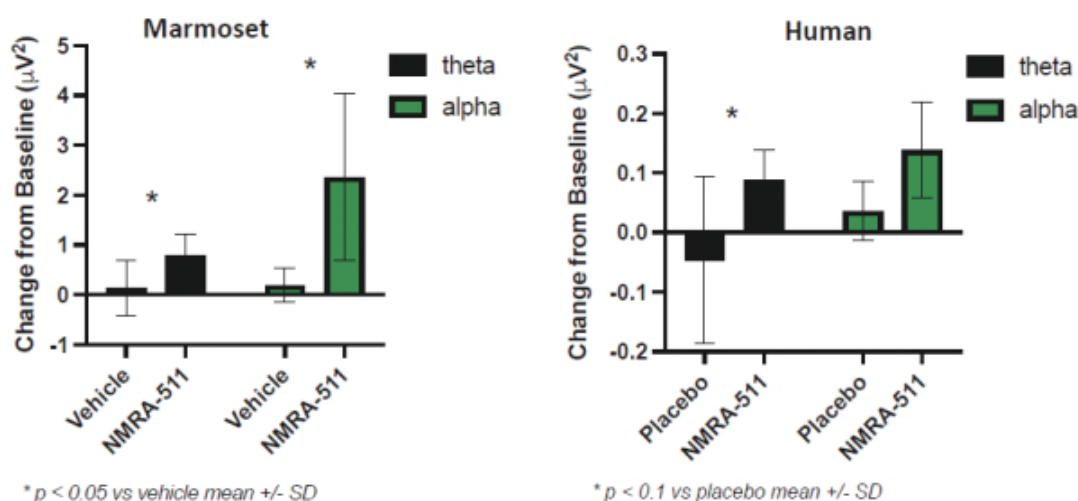 Marmoset
Change from Baseline (µV²)
5
4
3
2
1
0
-1
*
*
theta
alpha
Vehicle
NMRA-511
Vehicle
NMRA-511
* p < 0.05 vs vehicle mean +/- SD
Human
Change from Baseline (µV²)
0.3
0.2
0.1
0.0
-0.1
-0.2
*
theta
alpha
Placebo
NMRA-511
Placebo
NMRA-511
* p < 0.1 vs placebo mean +/- SD